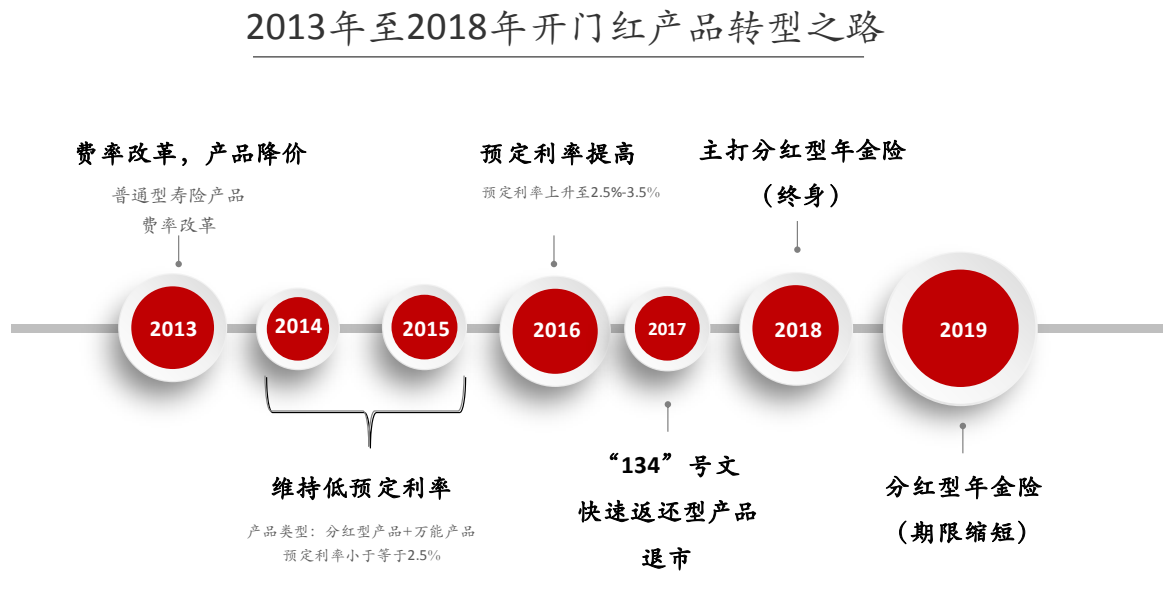 2013年至2018年开门红产品转型之路
费率改革，产品降价
普通型寿险产品
费率改革
预定利率提高
预定利率上升至2.5%-3.5%
主打分红型年金险
（终身）
2013
2014
2015
2016
2017
2018
2019
维持低预定利率
产品类型：分红型产品+万能产品
预定利率小于等于2.5%
“134”号文
快速返还型产品
退市
分红型年金险
（期限缩短）